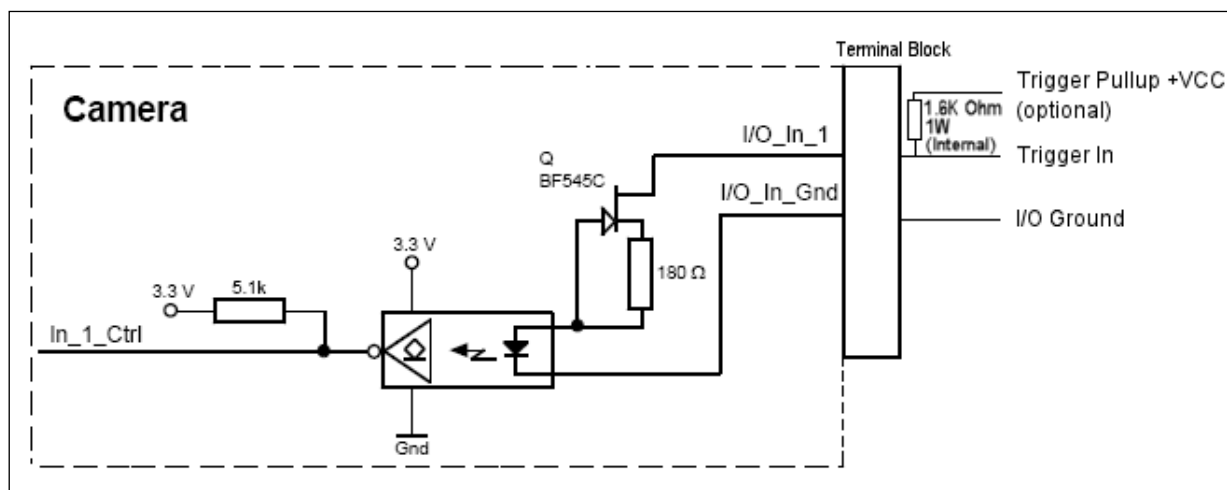 Terminal Block
Camera
Trigger Pullup +VCC
(optional)
1.6K Ohm
1W
(Internal)
Trigger In
I/O_In_1
Q
BF545C
I/O_In_Gnd
I/O Ground
3.3 V
180 Ω
3.3 V
5.1k
In_1_Ctrl
Gnd